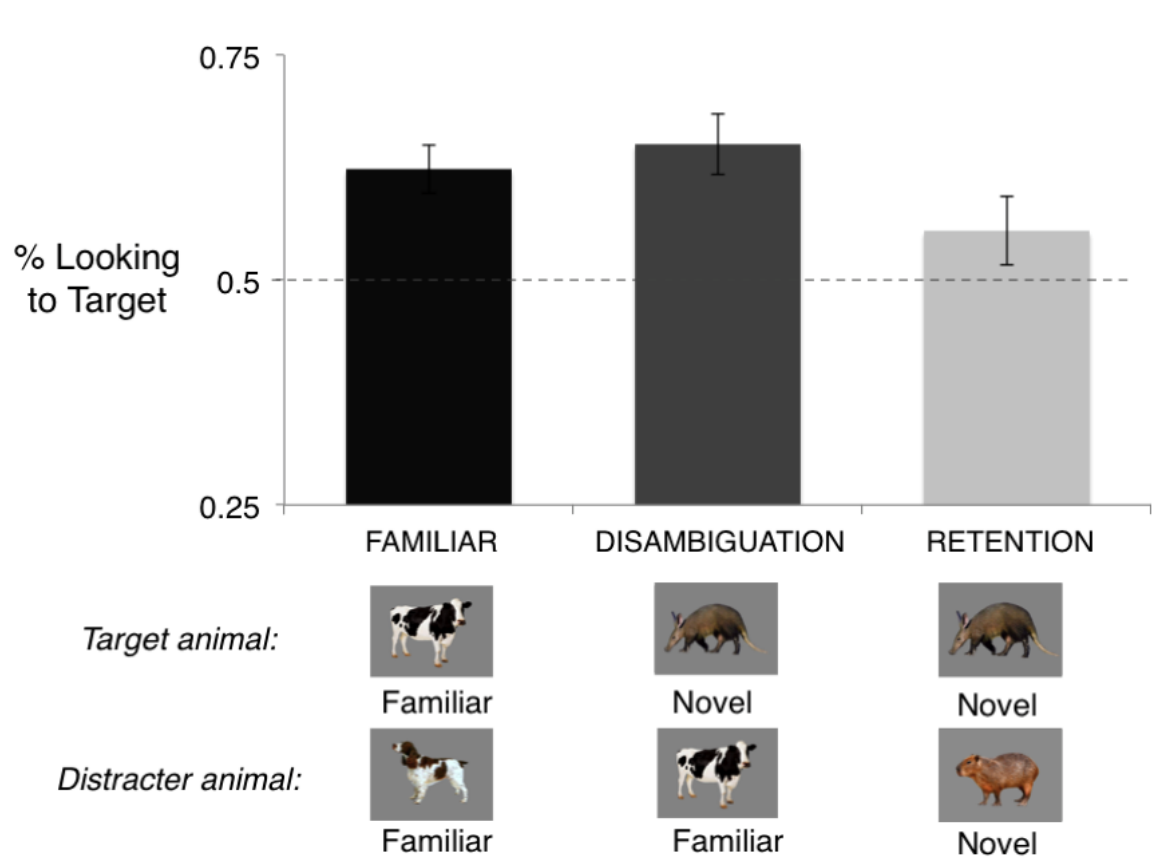 0.75
% Looking
to Target
0.5
0.25
FAMILIAR DISAMBIGUATION RETENTION
Target animal:
Familiar Novel Novel
Distracter animal:
Familiar Familiar Novel